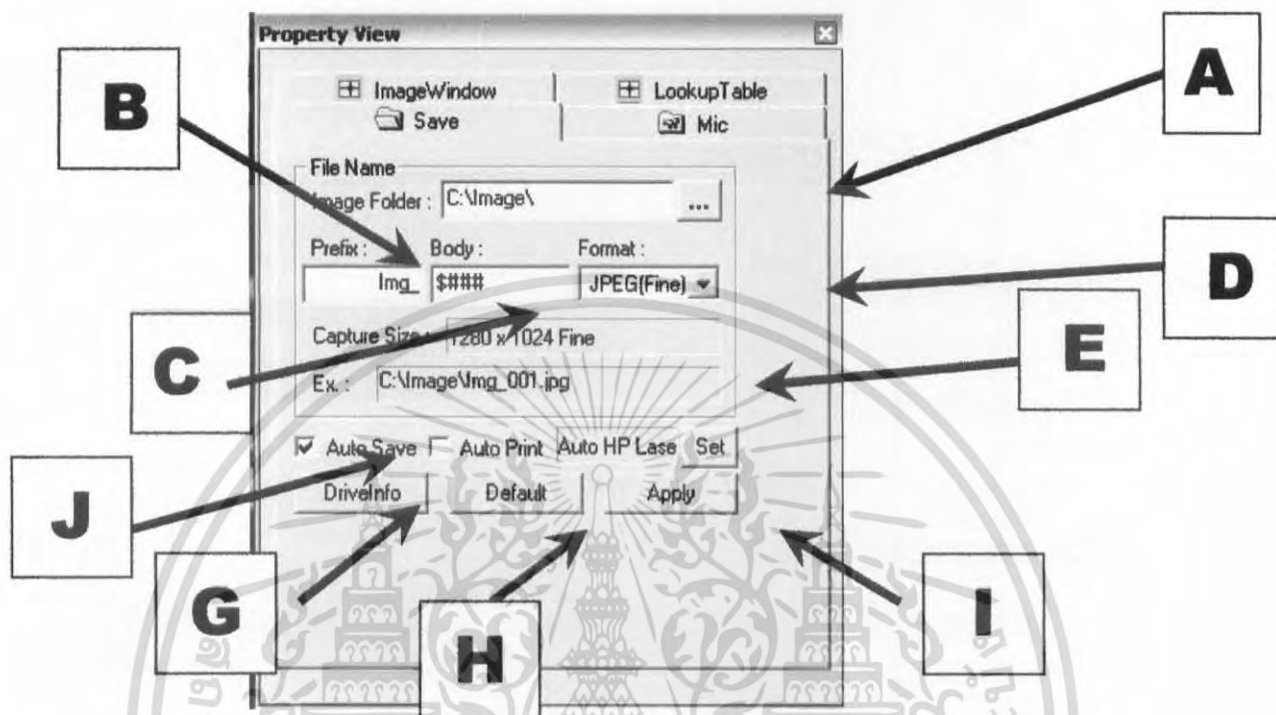 Property View
A
B
ImageWindow
LookupTable
Save
Mic
File Name
Image Folder : C:\Image\ ...
Prefix : Body : Format :
Img_ $### JPEG(Fine)
D
Capture Size : 1280 x 1024 Fine
E
C
Ex. : C:\Image\Img_001.jpg
Auto Save Auto Print Auto HP Lase Set
J
DriveInfo Default Apply
G
H
I